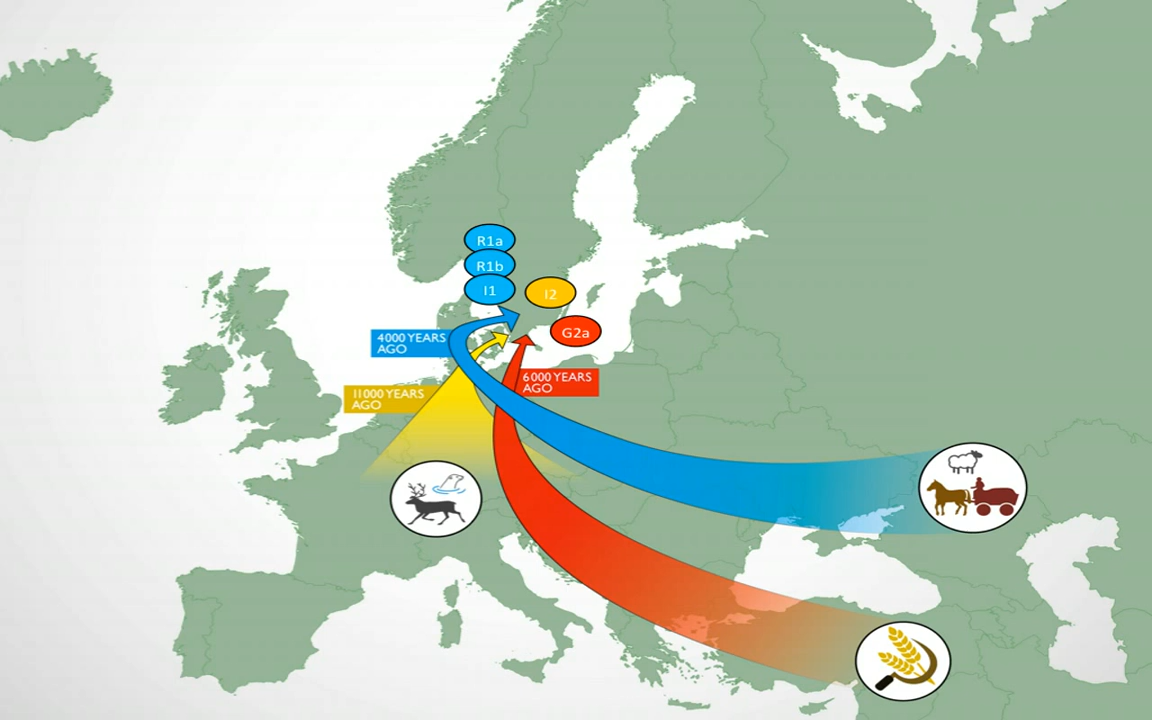 R1a
R1b
I1
I2
G2a
4000 YEARS
AGO
6000 YEARS
AGO
11000 YEARS
AGO